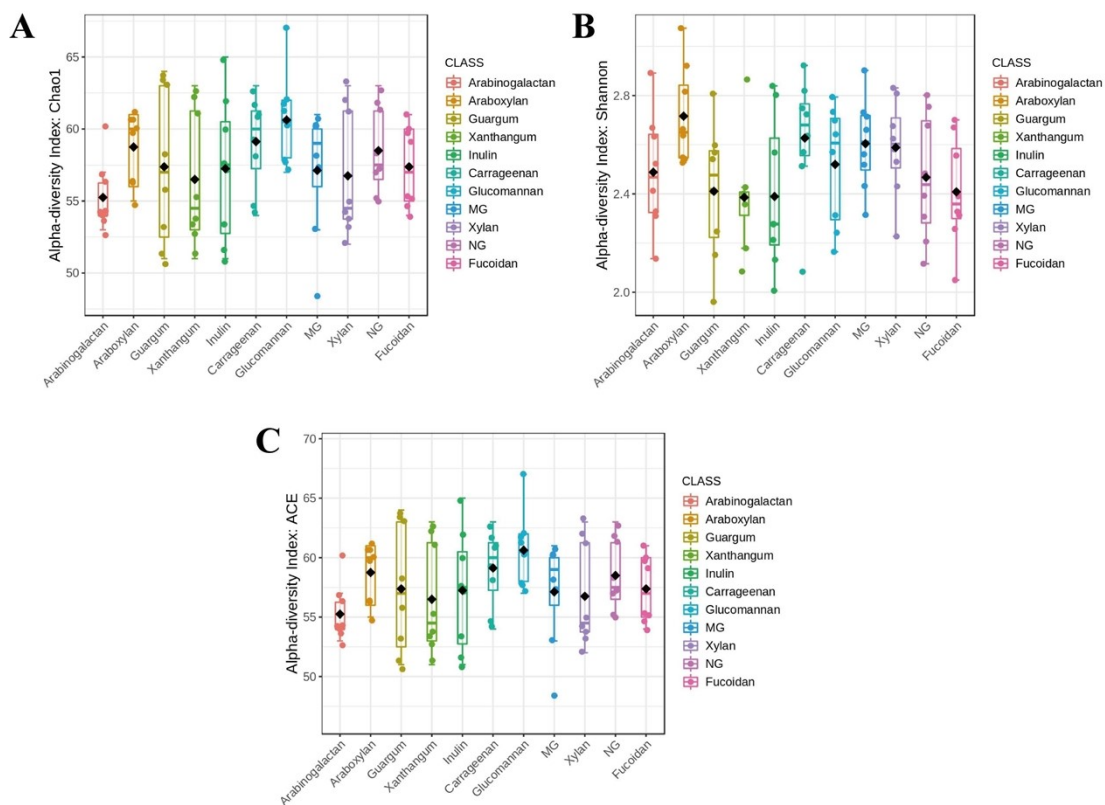 A
Alpha-diversity Index: Chao1
65
60
55
50
Arabinogalactan
Araboxylan
Guargum
Xanthangum
Inulin
Carrageenan
Glucomannan
MG
Xylan
NG
Fucoidan
CLASS
Arabinogalactan
Araboxylan
Guargum
Xanthangum
Inulin
Carrageenan
Glucomannan
MG
Xylan
NG
Fucoidan
B
Alpha-diversity Index: Shannon
2.8
2.4
2.0
Arabinogalactan
Araboxylan
Guargum
Xanthangum
Inulin
Carrageenan
Glucomannan
MG
Xylan
NG
Fucoidan
CLASS
Arabinogalactan
Araboxylan
Guargum
Xanthangum
Inulin
Carrageenan
Glucomannan
MG
Xylan
NG
Fucoidan
C
Alpha-diversity Index: ACE
70
65
60
55
50
Arabinogalactan
Araboxylan
Guargum
Xanthangum
Inulin
Carrageenan
Glucomannan
MG
Xylan
NG
Fucoidan
CLASS
Arabinogalactan
Araboxylan
Guargum
Xanthangum
Inulin
Carrageenan
Glucomannan
MG
Xylan
NG
Fucoidan